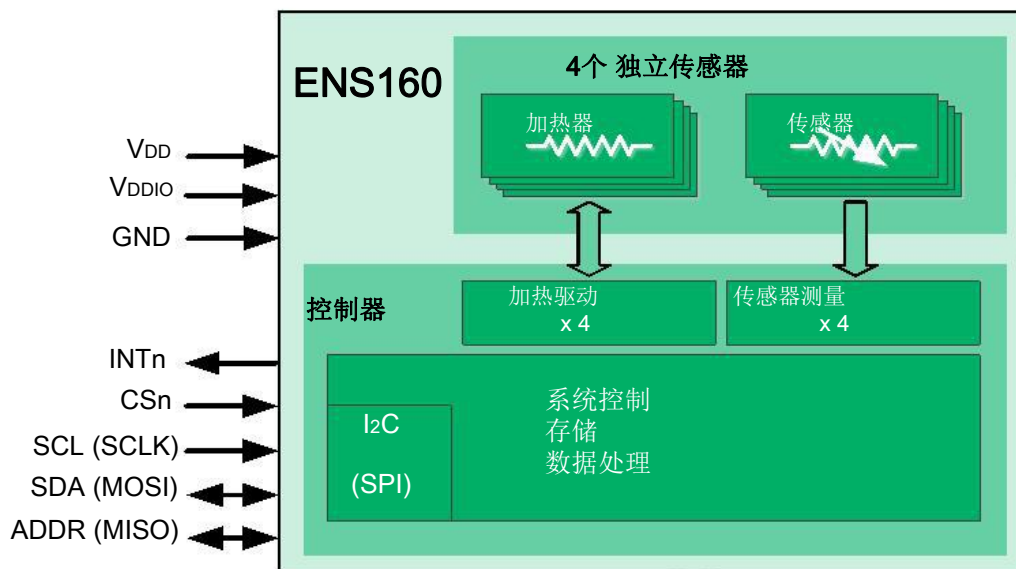 ENS160
4个 独立传感器
加热器
传感器
VDD
VDDIO
GND
控制器
加热驱动
x 4
传感器测量
x 4
INTn
CSn
SCL (SCLK)
SDA (MOSI)
ADDR (MISO)
I2C
(SPI)
系统控制
存储
数据处理